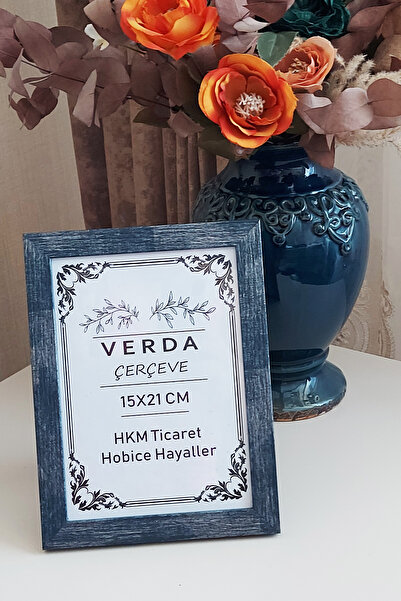 VERDA
ÇERÇEVE
15X21 CM
HKM Ticaret
Hobice Hayaller